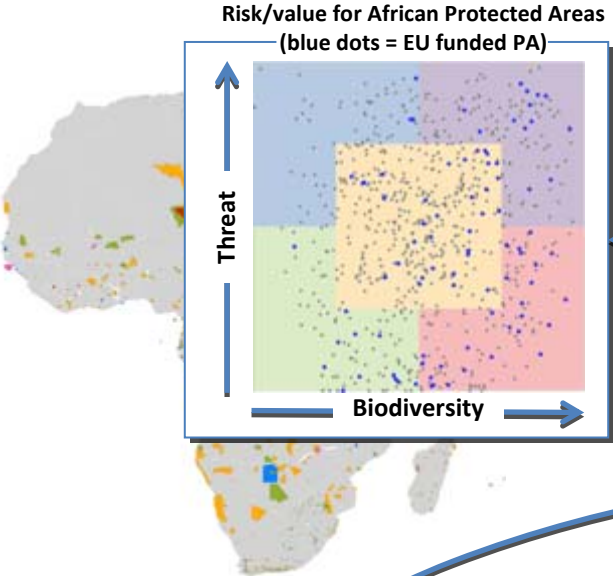 Risk/value for African Protected Areas
(blue dots = EU funded PA)
Threat
Biodiversity